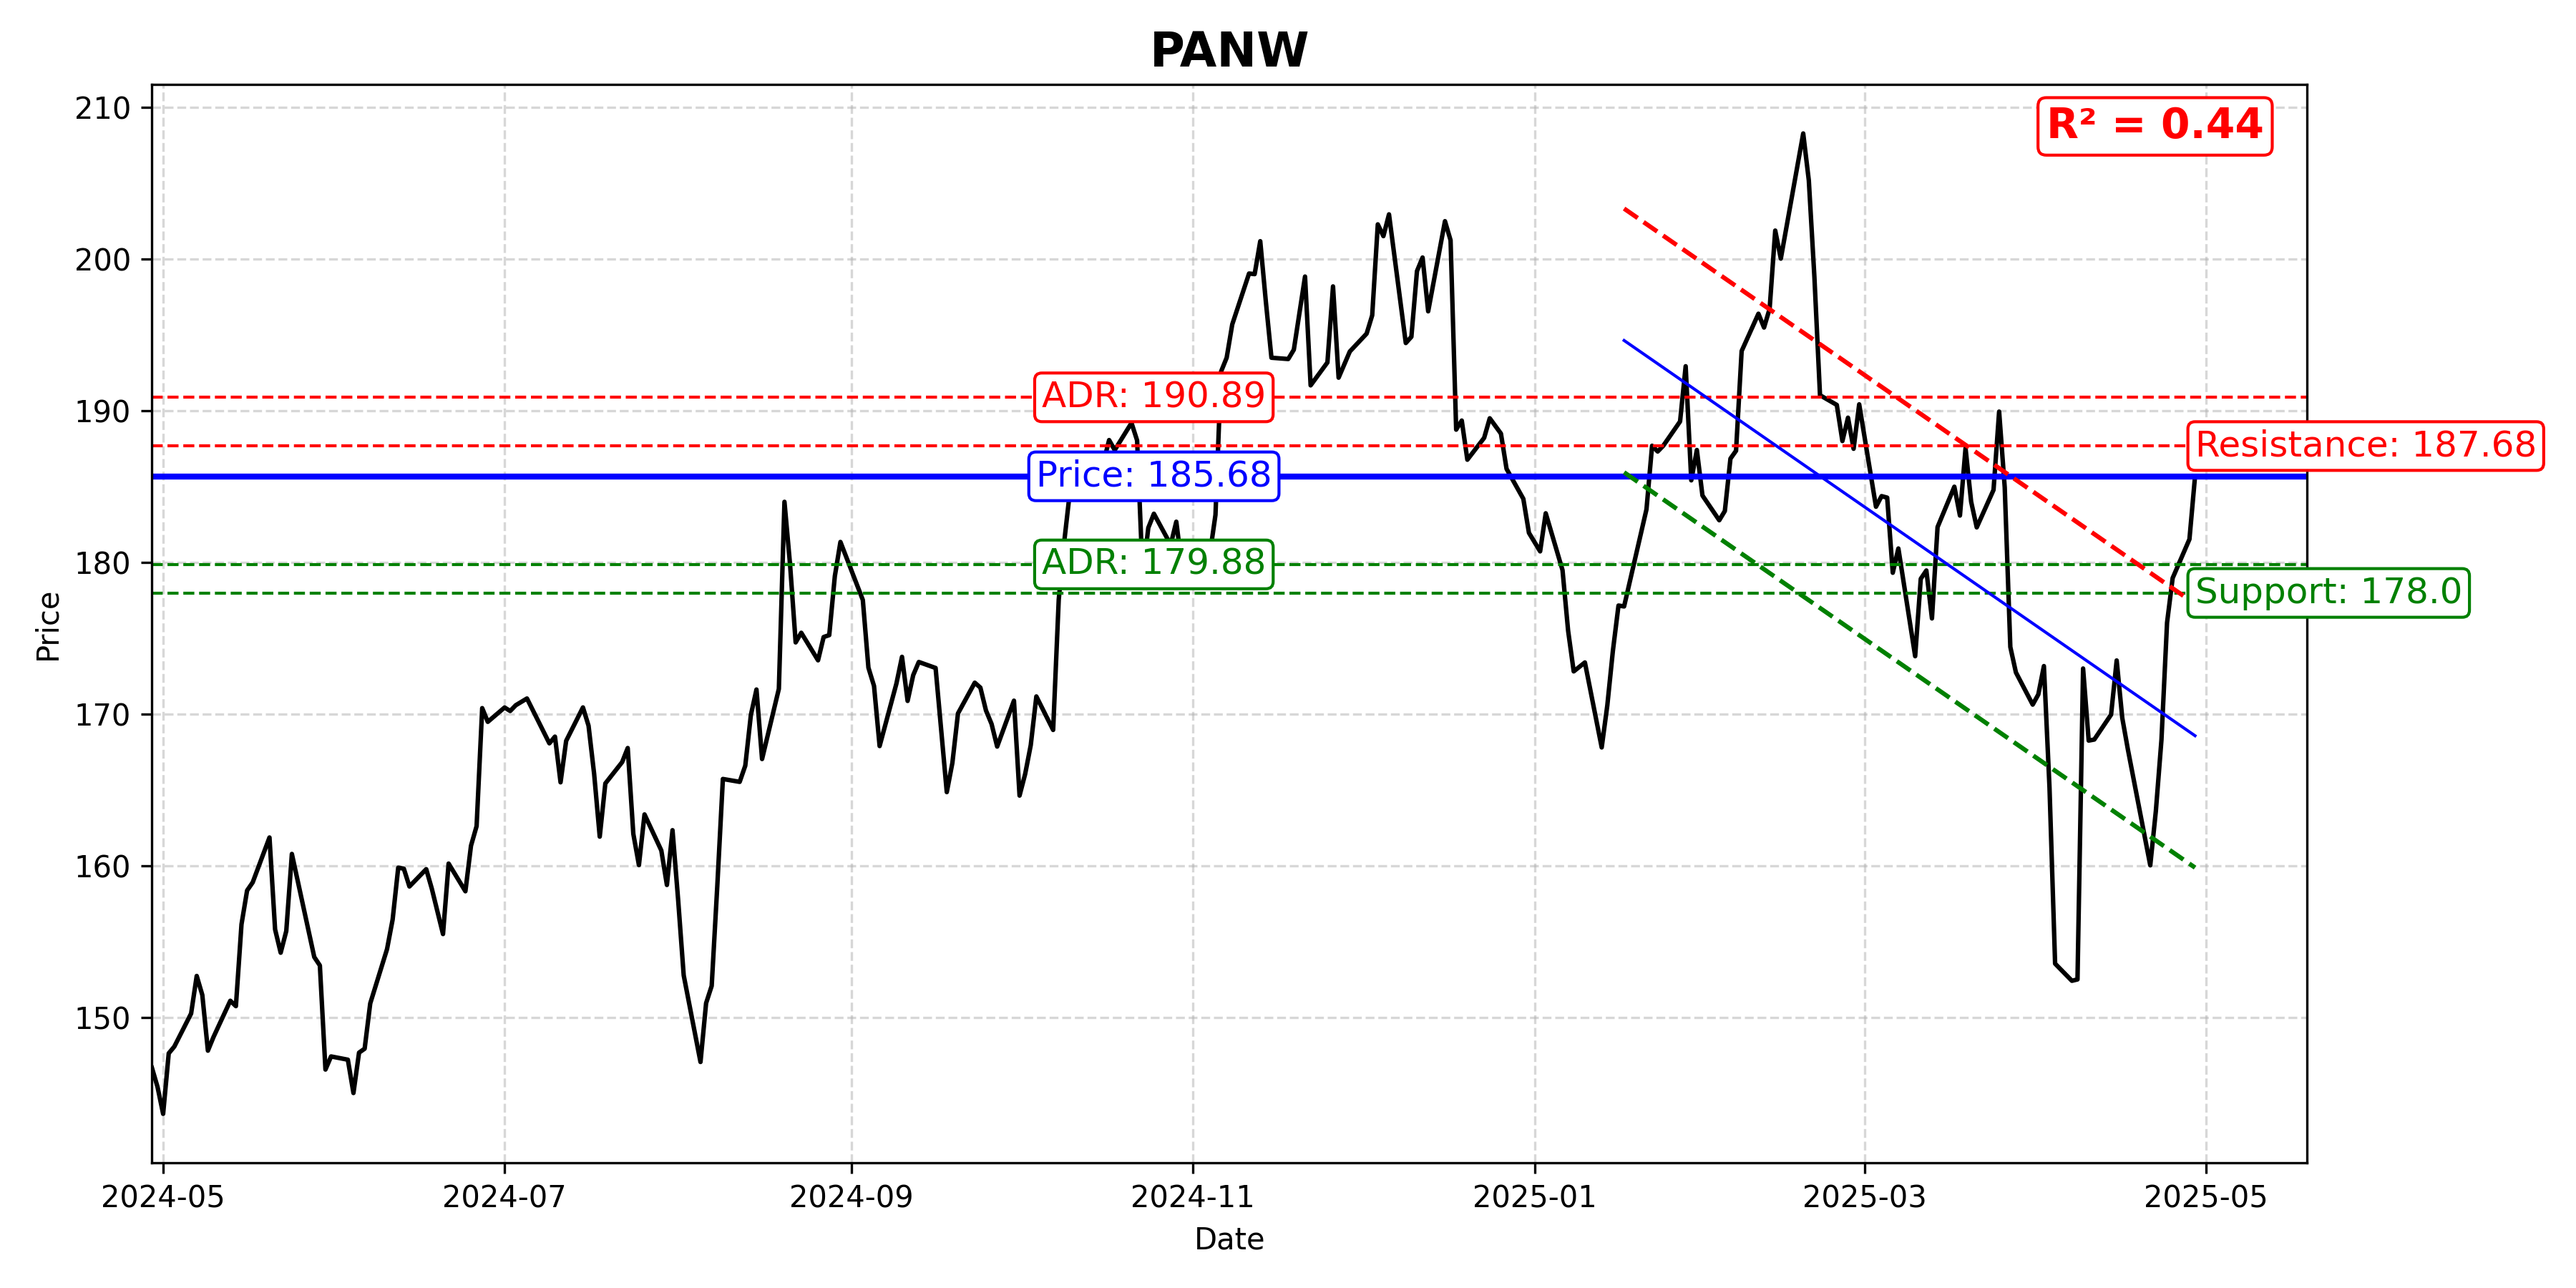 PANW
R² = 0.44
210
200
190
180
170
160
150
Price
ADR: 190.89
Resistance: 187.68
Price: 185.68
ADR: 179.88
Support: 178.0
2024-05
2024-07
2024-09
2024-11
2025-01
2025-03
2025-05
Date